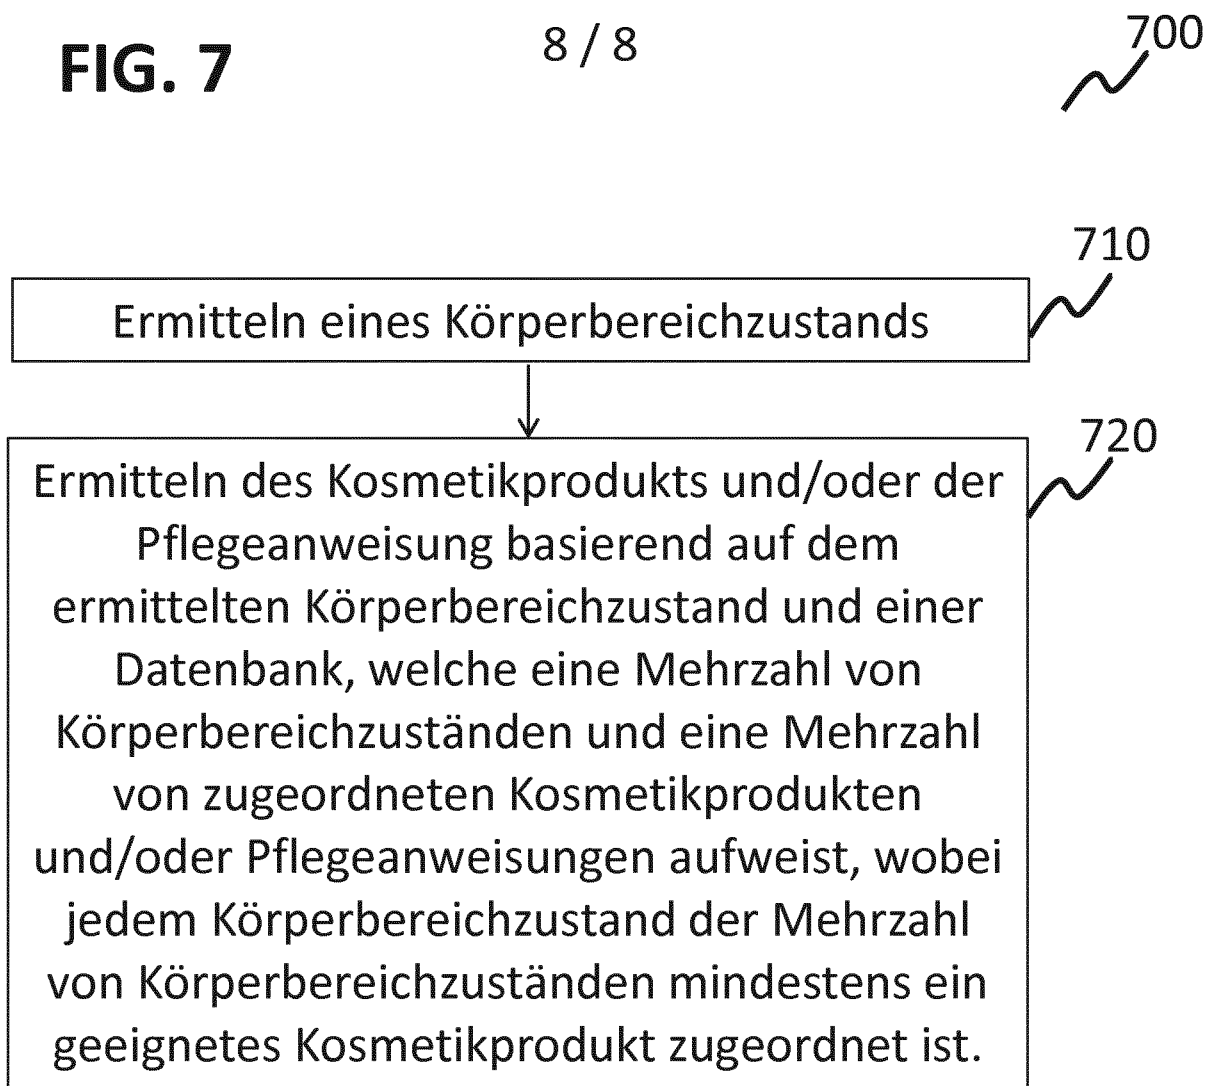 FIG. 7
8 / 8
700
710
Ermitteln eines Körperbereichzustands
720
Ermitteln des Kosmetikprodukts und/oder der
Pflegeanweisung basierend auf dem
ermittelten Körperbereichzustand und einer
Datenbank, welche eine Mehrzahl von
Körperbereichzuständen und eine Mehrzahl
von zugeordneten Kosmetikprodukten
und/oder Pflegeanweisungen aufweist, wobei
jedem Körperbereichzustand der Mehrzahl
von Körperbereichzuständen mindestens ein
geeignetes Kosmetikprodukt zugeordnet ist.